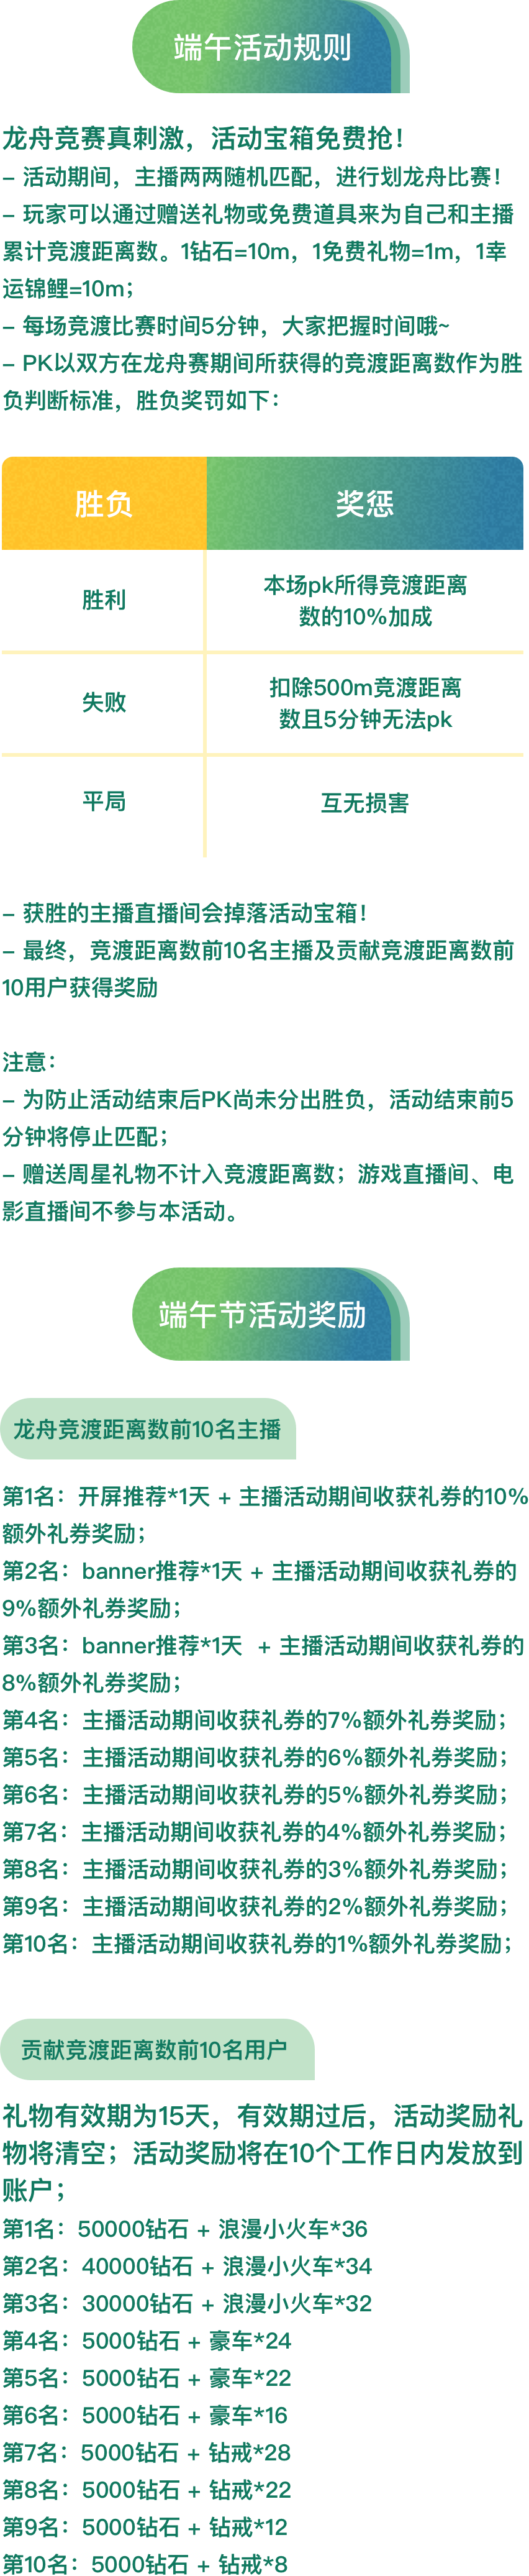 端午活动规则
龙舟竞赛真刺激，活动宝箱免费抢！
– 活动期间，主播两两随机匹配，进行划龙舟比赛！
– 玩家可以通过赠送礼物或免费道具来为自己和主播
累计竞渡距离数。1钻石=10m，1免费礼物=1m，1幸
运锦鲤=10m；
– 每场竞渡比赛时间5分钟，大家把握时间哦~
– PK以双方在龙舟赛期间所获得的竞渡距离数作为胜
负判断标准，胜负奖罚如下：
胜负 奖惩
胜利
本场pk所得竞渡距离
数的10%加成
失败
扣除500m竞渡距离
数且5分钟无法pk
平局 互无损害
– 获胜的主播直播间会掉落活动宝箱！
– 最终，竞渡距离数前10名主播及贡献竞渡距离数前
10用户获得奖励
注意：
– 为防止活动结束后PK尚未分出胜负，活动结束前5
分钟将停止匹配；
– 赠送周星礼物不计入竞渡距离数；游戏直播间、电
影直播间不参与本活动。
端午节活动奖励
龙舟竞渡距离数前10名主播
第1名：开屏推荐*1天 + 主播活动期间收获礼券的10%
额外礼券奖励；
第2名：banner推荐*1天 + 主播活动期间收获礼券的
9%额外礼券奖励；
第3名：banner推荐*1天  + 主播活动期间收获礼券的
8%额外礼券奖励；
第4名：主播活动期间收获礼券的7%额外礼券奖励；
第5名：主播活动期间收获礼券的6%额外礼券奖励；
第6名：主播活动期间收获礼券的5%额外礼券奖励；
第7名：主播活动期间收获礼券的4%额外礼券奖励；
第8名：主播活动期间收获礼券的3%额外礼券奖励；
第9名：主播活动期间收获礼券的2%额外礼券奖励；
第10名：主播活动期间收获礼券的1%额外礼券奖励；
贡献竞渡距离数前10名用户
礼物有效期为15天，有效期过后，活动奖励礼
物将清空；活动奖励将在10个工作日内发放到
账户；
第1名：50000钻石 + 浪漫小火车*36
第2名：40000钻石 + 浪漫小火车*34
第3名：30000钻石 + 浪漫小火车*32
第4名：5000钻石 + 豪车*24
第5名：5000钻石 + 豪车*22
第6名：5000钻石 + 豪车*16
第7名：5000钻石 + 钻戒*28
第8名：5000钻石 + 钻戒*22
第9名：5000钻石 + 钻戒*12
第10名：5000钻石 + 钻戒*8